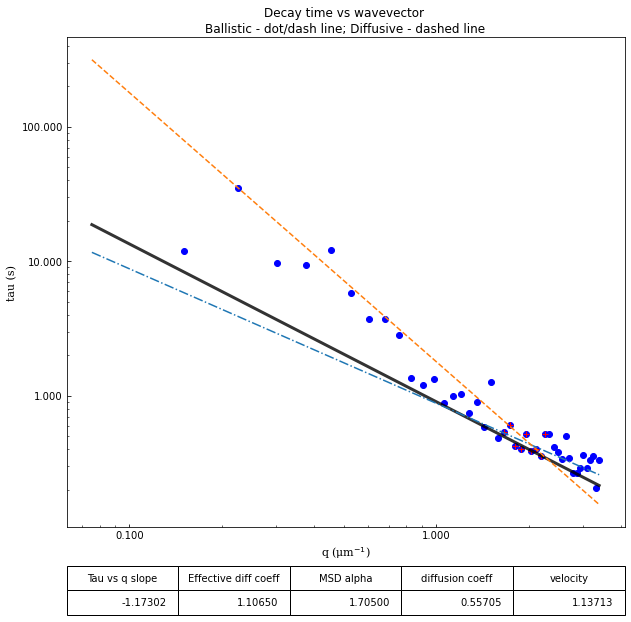 Decay time vs wavevector
Ballistic - dot/dash line; Diffusive - dashed line
100.000
10.000
1.000
tau (s)
0.100 1.000
q (μm⁻¹)
Tau vs q slope Effective diff coeff MSD alpha diffusion coeff velocity
-1.17302 1.10650 1.70500 0.55705 1.13713